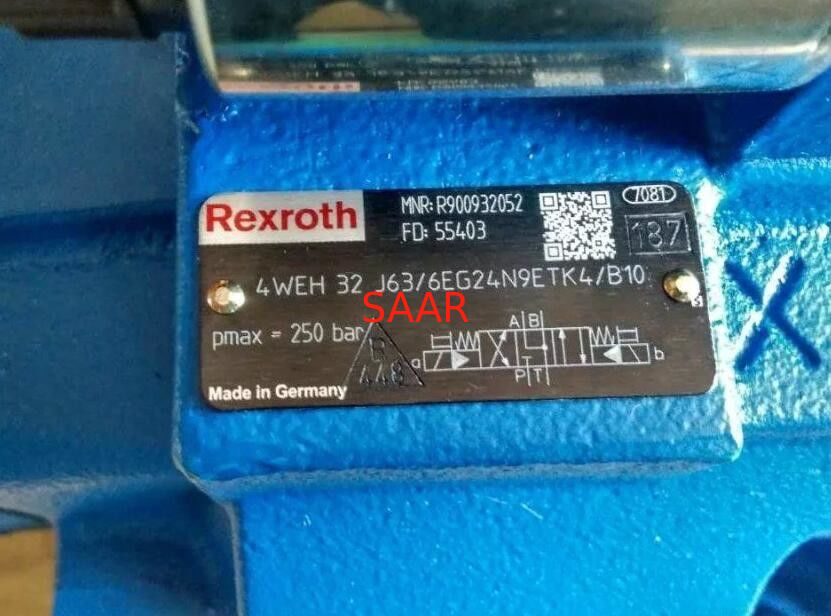 Rexroth
MNR: R900932052
FD: 55403
7081
187
4WEH 32 J63/6EG24N9ETK4/B10
SAAR
pmax = 250 bar
R
448
A B
a b
P T T
Made in Germany
X